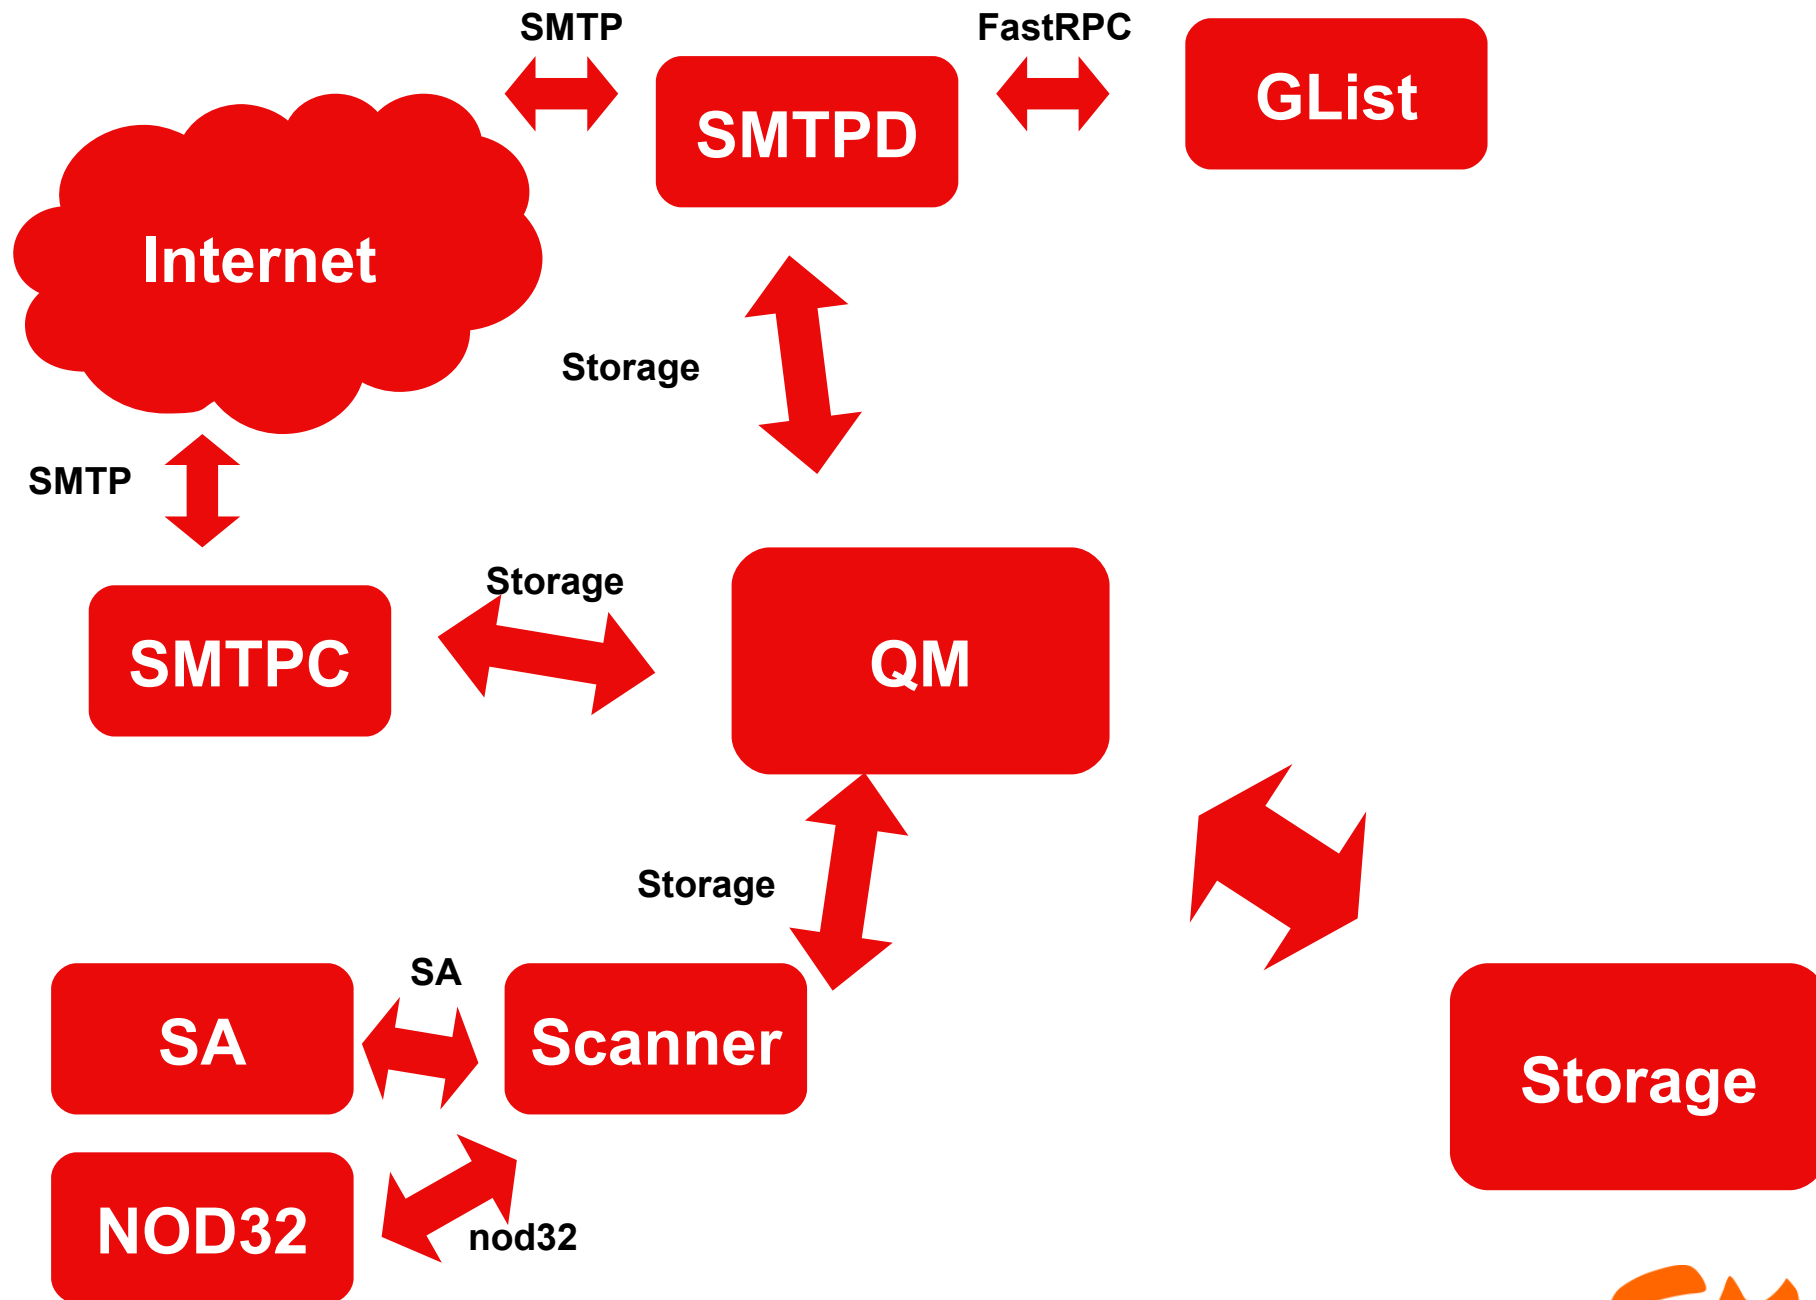 SMTP
FastRPC
GList
SMTPD
Internet
Storage
SMTP
Storage
SMTPC
QM
Storage
SA
SA
Scanner
Storage
NOD32
nod32